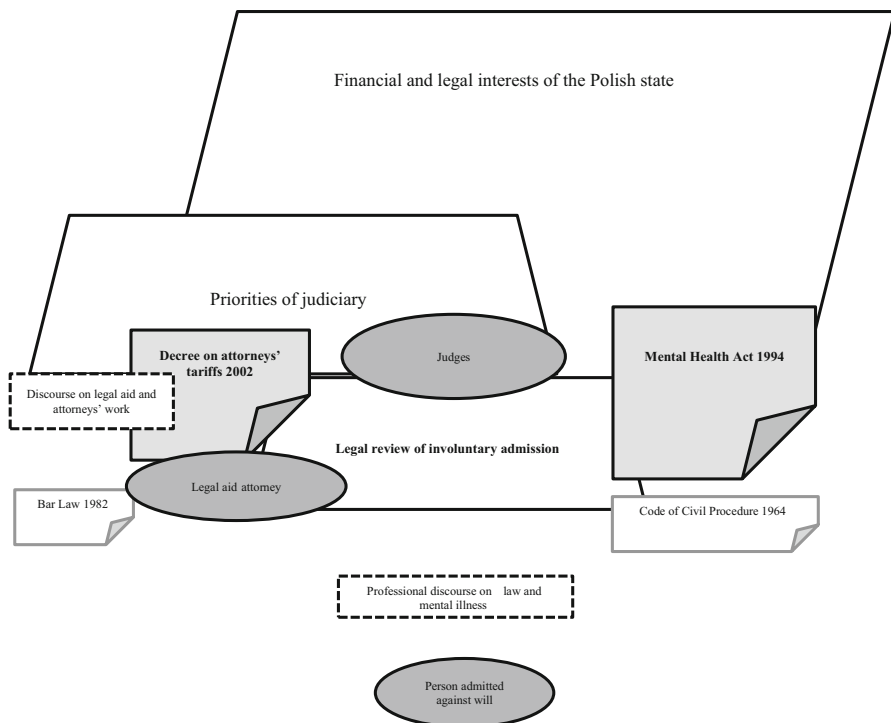 Financial and legal interests of the Polish state
Priorities of judiciary
Decree on attorneys'
tariffs 2002
Judges
Mental Health Act 1994
Discourse on legal aid and
attorneys' work
Legal review of involuntary admission
Legal aid attorney
Bar Law 1982
Code of Civil Procedure 1964
Professional discourse on law and
mental illness
Person admitted
against will